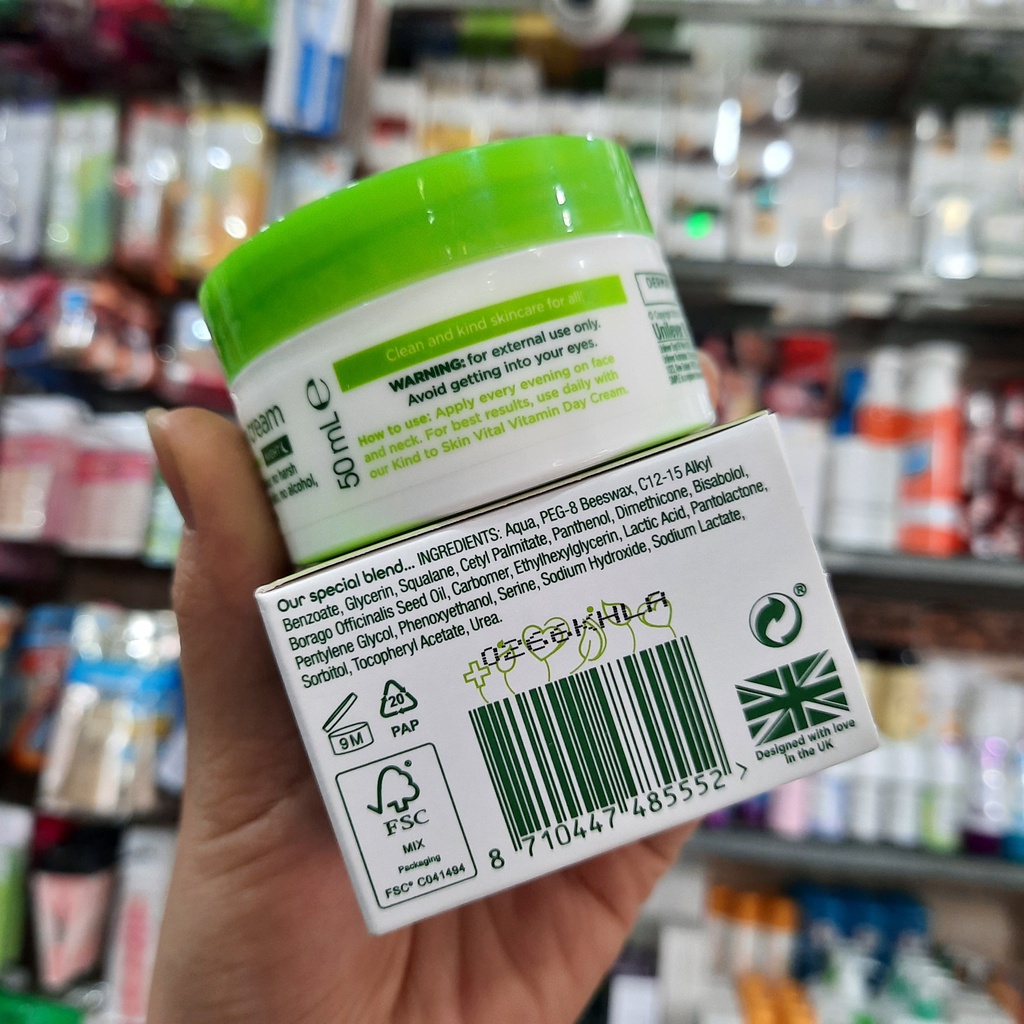 Clean and kind skincare for all!
WARNING: for external use only.
Avoid getting into your eyes.
How to use: Apply every evening on face
and neck. For best results, use daily with
our Kind to Skin Vital Vitamin Day Cream.
50mL e
cream
no alcohol,
Our special blend... INGREDIENTS: Aqua, PEG-8 Beeswax, C12-15 Alkyl
Benzoate, Glycerin, Squalane, Cetyl Palmitate, Panthenol, Dimethicone, Bisabolol,
Borago Officinalis Seed Oil, Carbomer, Ethylhexylglycerin, Lactic Acid, Pantolactone,
Pentylene Glycol, Phenoxyethanol, Serine, Sodium Hydroxide, Sodium Lactate,
Sorbitol, Tocopheryl Acetate, Urea.
9M
20
PAP
FSC
MIX
Packaging
FSC® C041494
8 710447 485552 >
®
Designed with love
in the UK